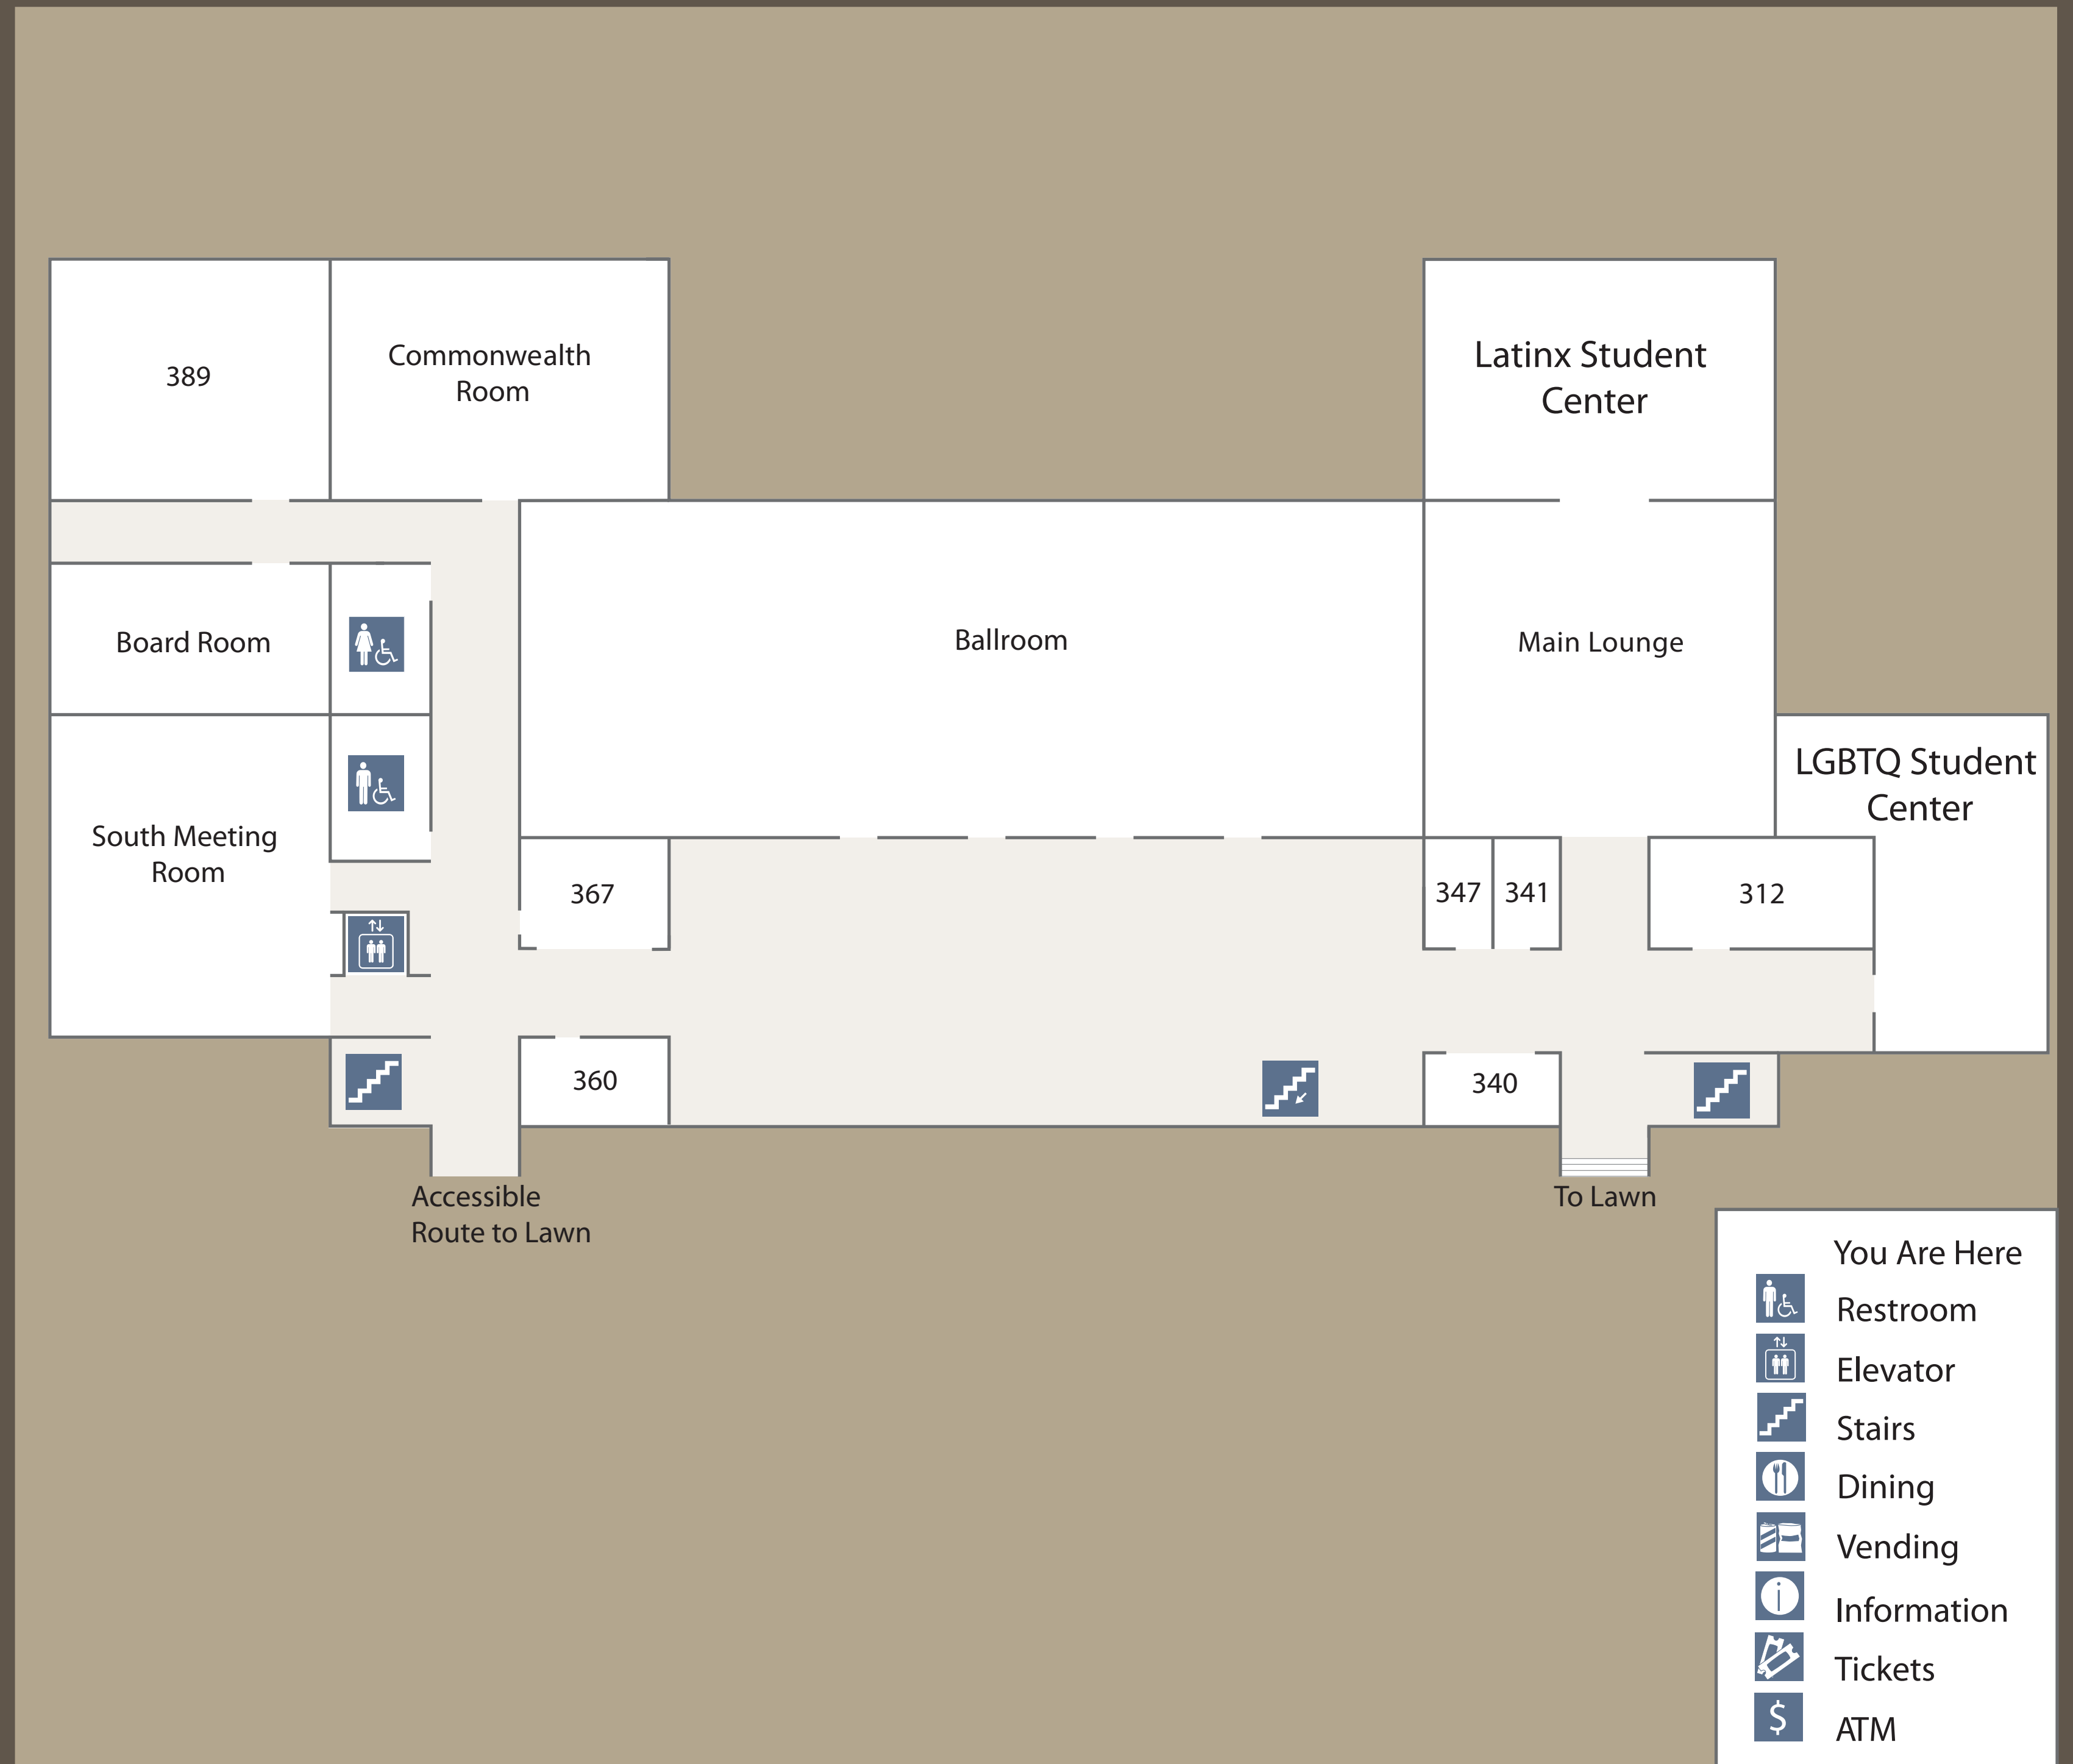 389
Commonwealth
Room
Latinx Student
Center
Board Room
Ballroom
Main Lounge
South Meeting
Room
LGBTQ Student
Center
367
347
341
312
360
340
Accessible
Route to Lawn
To Lawn
You Are Here
Restroom
Elevator
Stairs
Dining
Vending
Information
Tickets
$
ATM